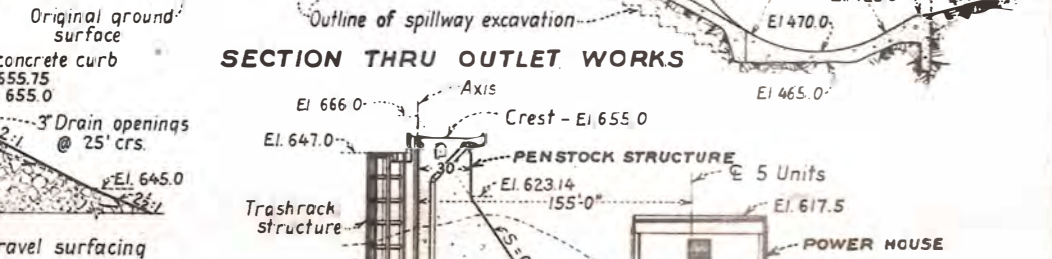 Original ground
surface
Outline of spillway excavation
El 470.0
concrete curb
655.75
655.0
SECTION THRU OUTLET WORKS
El 465.0
Axis
El 666.0
Crest - El 655.0
3" Drain openings
@ 25' crs.
El. 647.0
PENSTOCK STRUCTURE
30
℄ 5 Units
El. 645.0
El. 623.14
155'-0"
El. 617.5
2:1
Trashrack
structure
POWER HOUSE
ravel surfacing